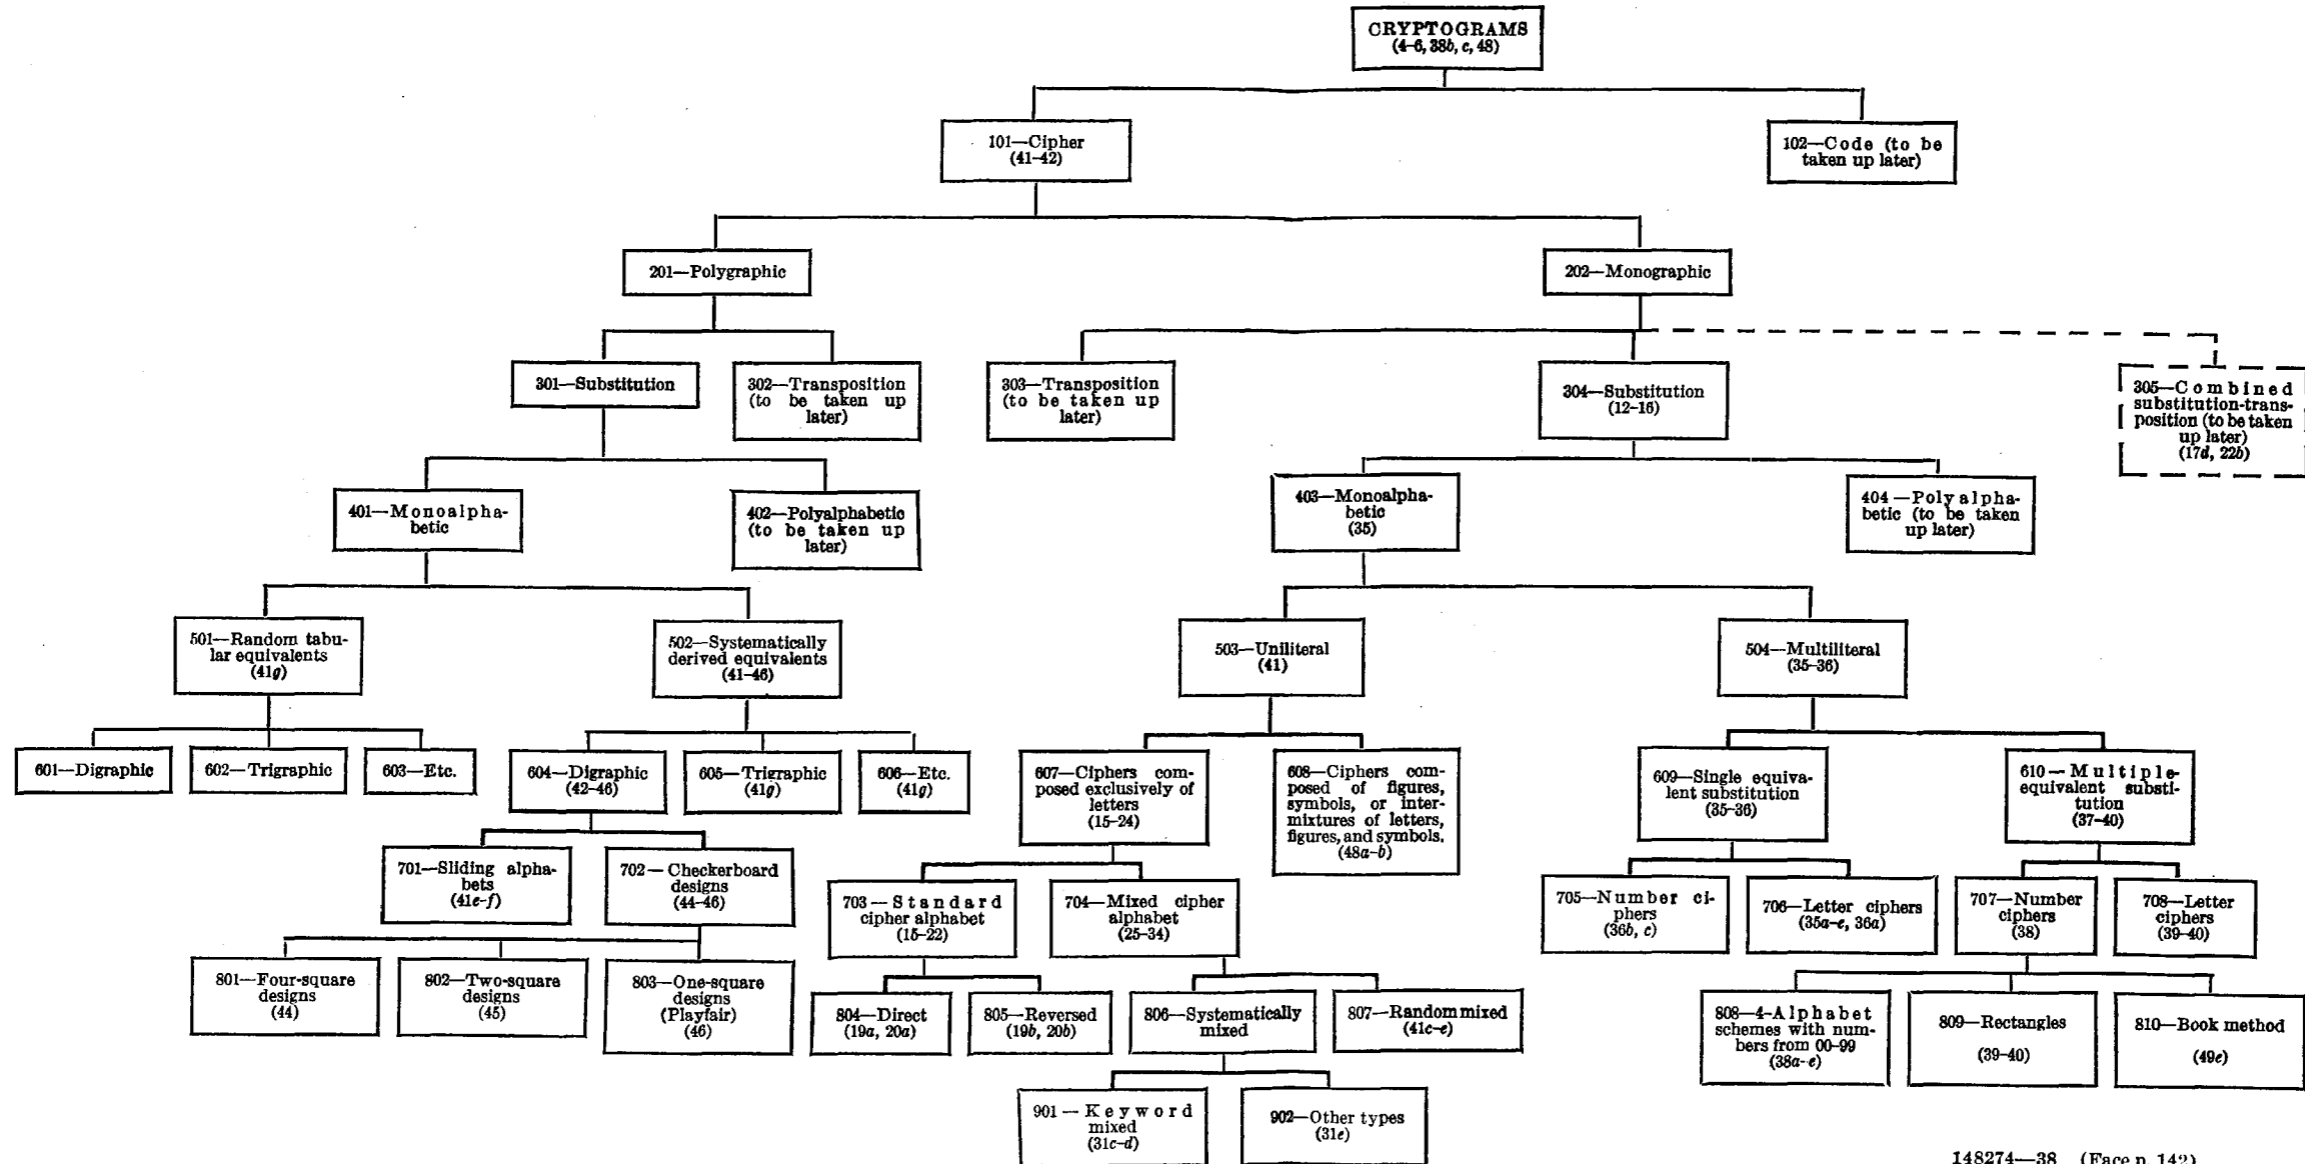 CRYPTOGRAMS
(4-6, 38b, c, 48)
101—Cipher
(41-42)
102—Code (to be
taken up later)
201—Polygraphic
202—Monographic
301—Substitution
302—Transposition
(to be taken up
later)
303—Transposition
(to be taken up
later)
304—Substitution
(12-16)
305—Combined
substitution-trans-
position (to be taken
up later)
(17d, 22b)
401—Monoalpha-
betic
402—Polyalphabetic
(to be taken up
later)
403—Monoalpha-
betic
(35)
404—Polyalpha-
betic (to be taken
up later)
501—Random tabu-
lar equivalents
(41g)
502—Systematically
derived equivalents
(41-46)
503—Uniliteral
(41)
504—Multiliteral
(35-36)
601—Digraphic
602—Trigraphic
603—Etc.
604—Digraphic
(42-46)
605—Trigraphic
(41g)
606—Etc.
(41g)
607—Ciphers com-
posed exclusively of
letters
(15-24)
608—Ciphers com-
posed of figures,
symbols, or inter-
mixtures of letters,
figures, and symbols.
(48a-b)
609—Single equiva-
lent substitution
(35-36)
610—Multiple-
equivalent substi-
tution
(37-40)
701—Sliding alpha-
bets
(41e-f)
702—Checkerboard
designs
(44-46)
703—Standard
cipher alphabet
(15-22)
704—Mixed cipher
alphabet
(25-34)
705—Number ci-
phers
(36b, c)
706—Letter ciphers
(35a-e, 36a)
707—Number
ciphers
(38)
708—Letter
ciphers
(39-40)
801—Four-square
designs
(44)
802—Two-square
designs
(45)
803—One-square
designs
(Playfair)
(46)
804—Direct
(19a, 20a)
805—Reversed
(19b, 20b)
806—Systematically
mixed
807—Random mixed
(41c-e)
808—4-Alphabet
schemes with num-
bers from 00-99
(38a-e)
809—Rectangles
(39-40)
810—Book method
(49e)
901—Keyword
mixed
(31c-d)
902—Other types
(31e)
148274—38 (Face p. 142)